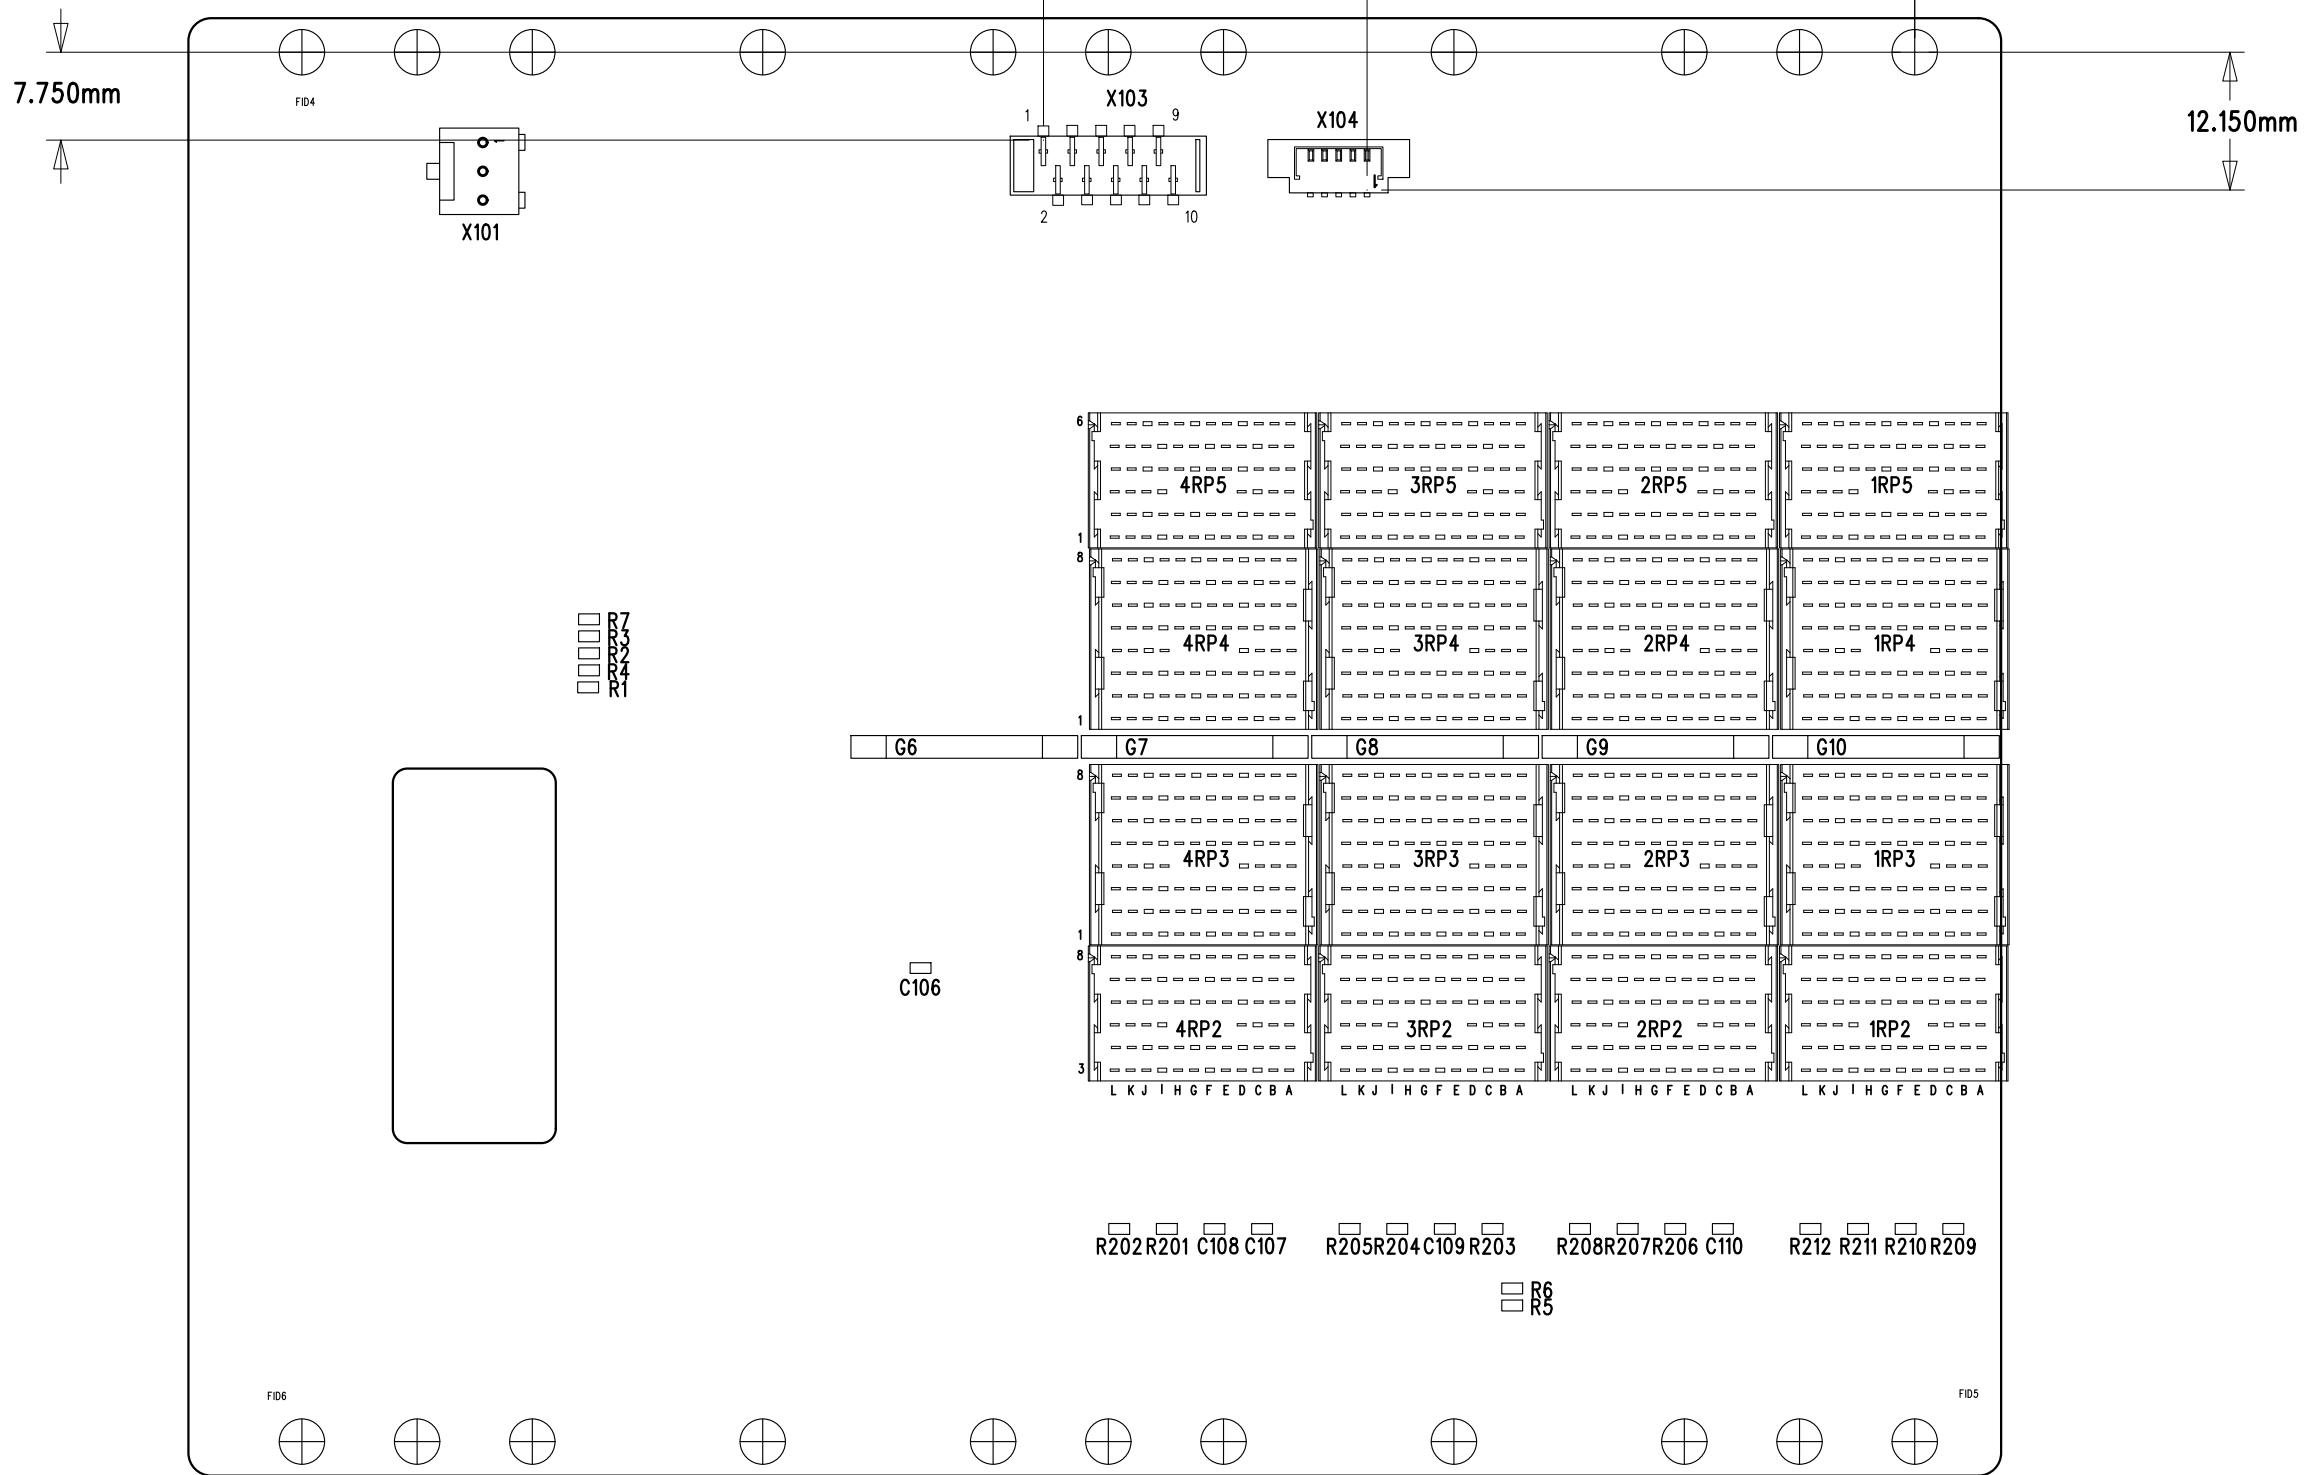 7.750mm
FID4
X103
1 9
X104
12.150mm
1
2 10
1
X101
6
4RP5 3RP5 2RP5 1RP5
1
8
R7
R3
R2
R4
R1
4RP4 3RP4 2RP4 1RP4
1
G6 G7 G8 G9 G10
8
4RP3 3RP3 2RP3 1RP3
1
8
C106
4RP2 3RP2 2RP2 1RP2
3
L K J I H G F E D C B A L K J I H G F E D C B A L K J I H G F E D C B A L K J I H G F E D C B A
R202 R201 C108 C107 R205 R204 C109 R203 R208 R207 R206 C110 R212 R211 R210 R209
R6
R5
FID6 FID5